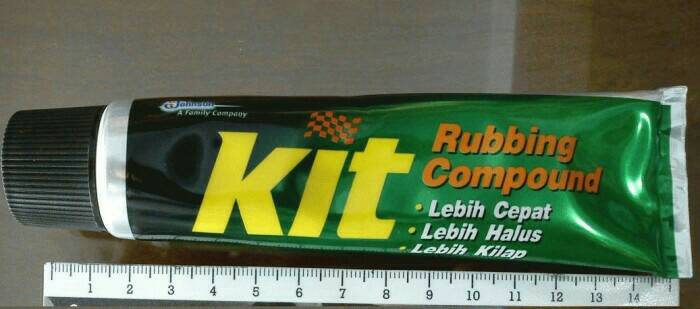 Johnson
A Family Company
Kit
Rubbing
Compound
• Lebih Cepat
• Lebih Halus
• Lebih Kilap
1 2 3 4 5 6 7 8 9 10 11 12 13 14